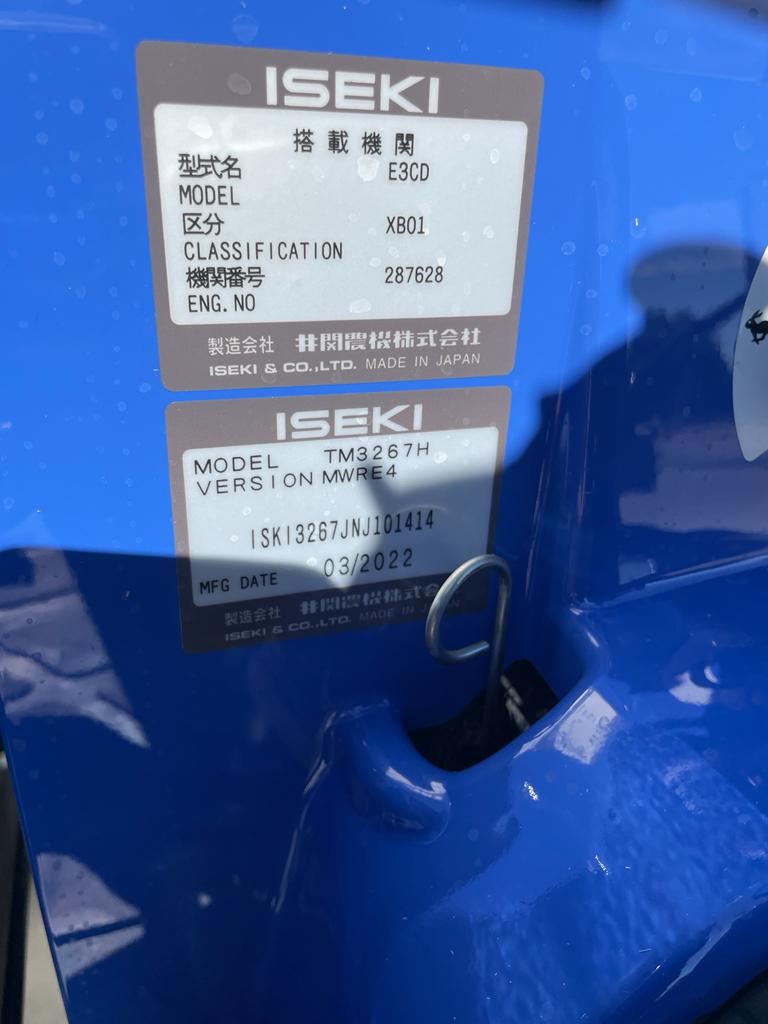 ISEKI
搭載機関
型式名 E3CD
MODEL
区分 XB01
CLASSIFICATION
機関番号 287628
ENG.NO
製造会社 井関農機株式会社
ISEKI & CO.,LTD. MADE IN JAPAN
ISEKI
MODEL TM3267H
VERSION MWRE4
ISKI3267JNJ101414
MFG DATE 03/2022
製造会社 井関農機株式会
ISEKI & CO.,LTD. MADE IN JAPAN